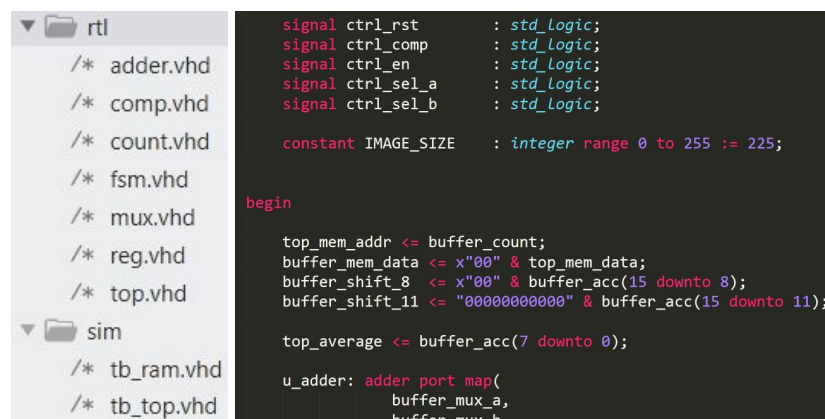 rtl
/* adder.vhd
/* comp.vhd
/* count.vhd
/* fsm.vhd
/* mux.vhd
/* reg.vhd
/* top.vhd
sim
/* tb_ram.vhd
/* tb_top.vhd
signal ctrl_rst : std_logic;
signal ctrl_comp : std_logic;
signal ctrl_en : std_logic;
signal ctrl_sel_a : std_logic;
signal ctrl_sel_b : std_logic;
constant IMAGE_SIZE : integer range 0 to 255 := 225;
begin
top_mem_addr <= buffer_count;
buffer_mem_data <= x"00" & top_mem_data;
buffer_shift_8 <= x"00" & buffer_acc(15 downto 8);
buffer_shift_11 <= "00000000000" & buffer_acc(15 downto 11);
top_average <= buffer_acc(7 downto 0);
u_adder: adder port map(
buffer_mux_a,